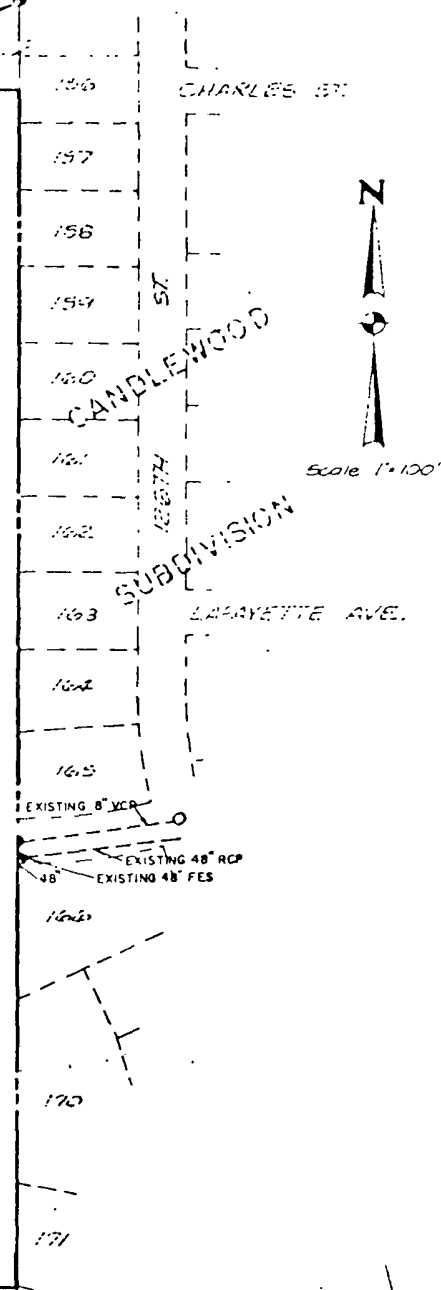 156
CHARLES ST.
157
N
158
159
ST.
CANDLEWOOD
160
161
Scale 1"=100'
162
SUBDIVISION
163
LAFAYETTE AVE.
164
165
EXISTING 8" VCP
EXISTING 48" RCP
48"
EXISTING 48" FES
166
170
171